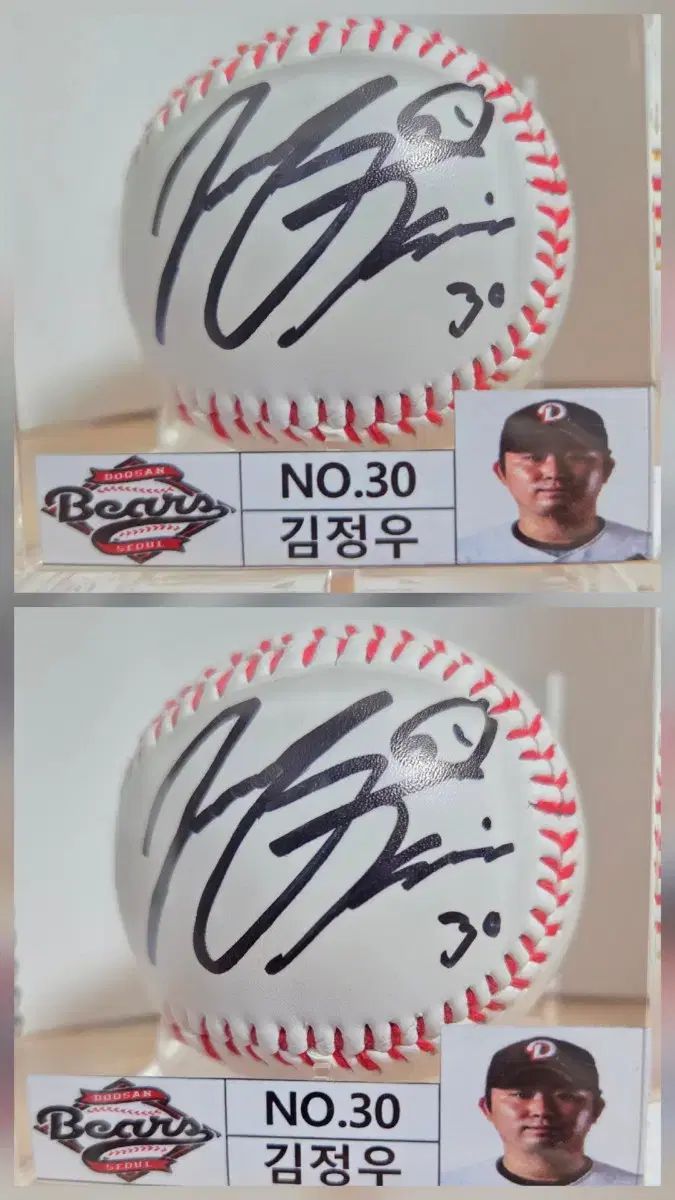 30
D
DOOSAN
Bears
SEOUL
NO.30
김정우
30
D
DOOSAN
Bears
SEOUL
NO.30
김정우